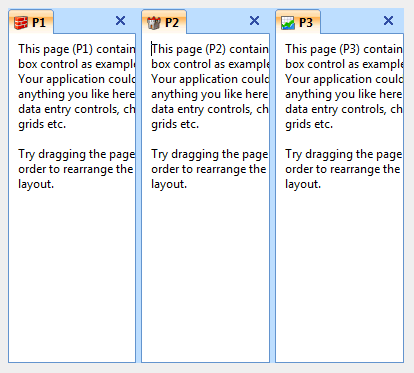 P1
This page (P1) contain
box control as example
Your application could
anything you like here
data entry controls, ch
grids etc.
Try dragging the page
order to rearrange the
layout.
P2
This page (P2) contain
box control as example
Your application could
anything you like here
data entry controls, ch
grids etc.
Try dragging the page
order to rearrange the
layout.
P3
This page (P3) contain
box control as example
Your application could
anything you like here
data entry controls, ch
grids etc.
Try dragging the page
order to rearrange the
layout.